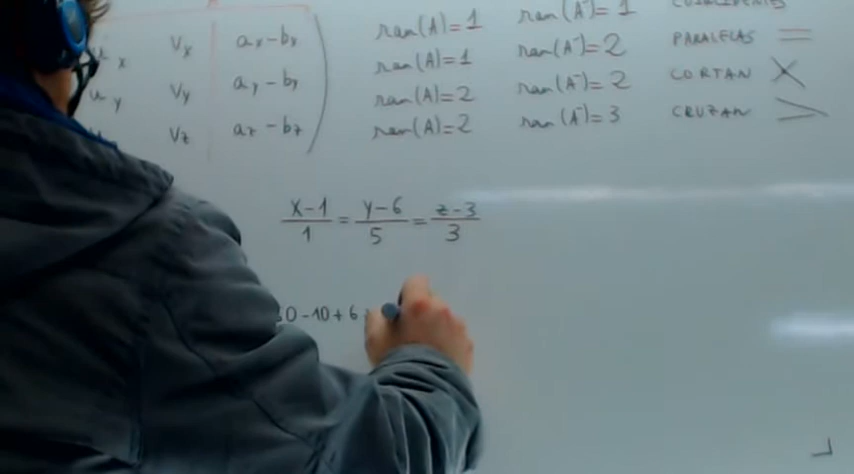 ran(A)=1 ran(A⁻)=1 COINCIDENTES
u x Vx ax-bx ran(A)=1 ran(A⁻)=2 PARALELAS =
u y Vy ay-by ran(A)=2 ran(A⁻)=2 CORTAN X
Vz az-bz ran(A)=2 ran(A⁻)=3 CRUZAN >
x-1/1 = y-6/5 = z-3/3
0-10+6